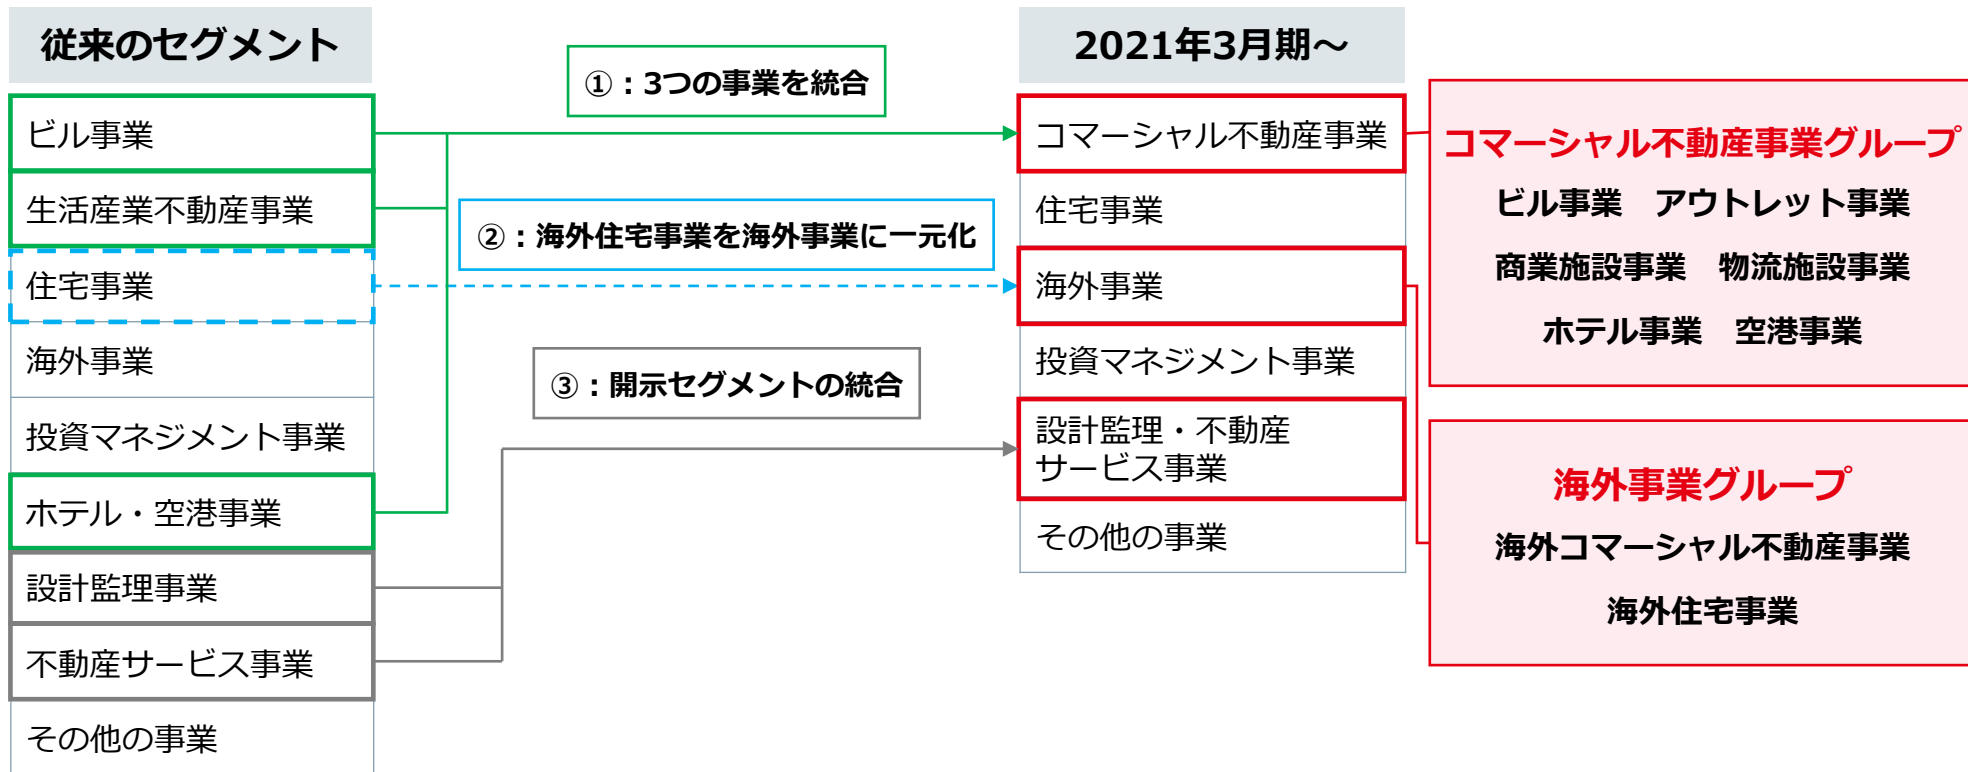 従来のセグメント
ビル事業
生活産業不動産事業
住宅事業
海外事業
投資マネジメント事業
ホテル・空港事業
設計監理事業
不動産サービス事業
その他の事業
①：3つの事業を統合
②：海外住宅事業を海外事業に一元化
③：開示セグメントの統合
2021年3月期～
コマーシャル不動産事業
住宅事業
海外事業
投資マネジメント事業
設計監理・不動産
サービス事業
その他の事業
コマーシャル不動産事業グループ
ビル事業　アウトレット事業
商業施設事業　物流施設事業
ホテル事業　空港事業
海外事業グループ
海外コマーシャル不動産事業
海外住宅事業